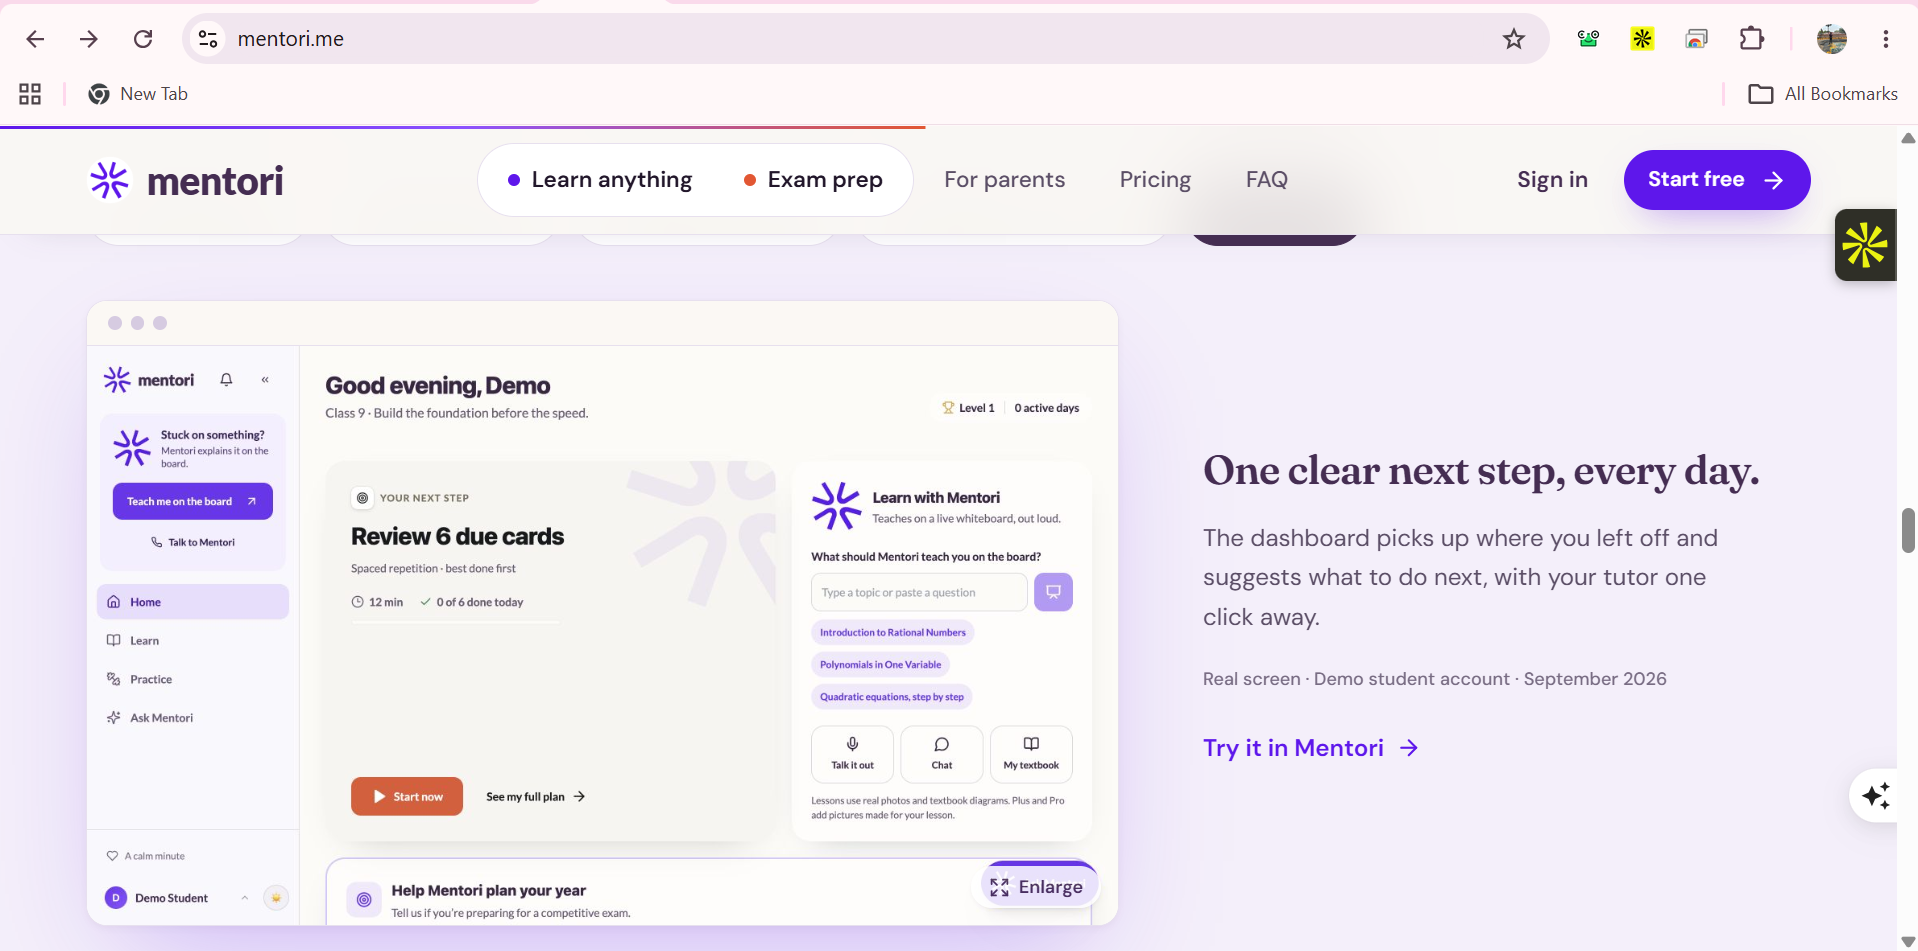 mentori.me
New Tab
All Bookmarks
mentori
Learn anything
Exam prep
For parents
Pricing
FAQ
Sign in
Start free
mentori
Stuck on something?
Mentori explains it on the
board.
Teach me on the board
Talk to Mentori
Home
Learn
Practice
Ask Mentori
A calm minute
D
Demo Student
Good evening, Demo
Class 9 · Build the foundation before the speed.
Level 1
0 active days
YOUR NEXT STEP
Review 6 due cards
Spaced repetition · best done first
12 min
0 of 6 done today
Start now
See my full plan
Learn with Mentori
Teaches on a live whiteboard, out loud.
What should Mentori teach you on the board?
Type a topic or paste a question
Introduction to Rational Numbers
Polynomials in One Variable
Quadratic equations, step by step
Talk it out
Chat
My textbook
Lessons use real photos and textbook diagrams. Plus and Pro
add pictures made for your lesson.
Help Mentori plan your year
Tell us if you're preparing for a competitive exam.
Enlarge
One clear next step, every day.
The dashboard picks up where you left off and
suggests what to do next, with your tutor one
click away.
Real screen · Demo student account · September 2026
Try it in Mentori